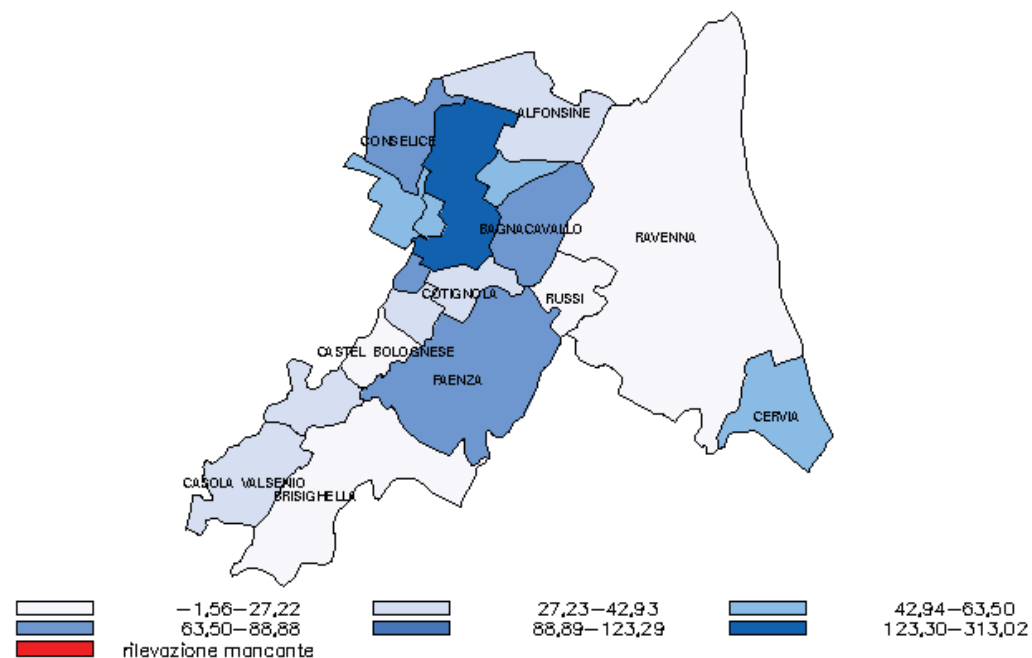 ALFONSINE
CONSELICE
BAGNACAVALLO
RAVENNA
COTIGNOLA
RUSSI
CASTEL BOLOGNESE
FAENZA
CERVIA
CASOLA VALSENIO
BRISIGHELLA
-1,56-27,22 27,23-42,93 42,94-63,50
63,50-88,88 88,89-123,29 123,30-313,02
rilevazione mancante